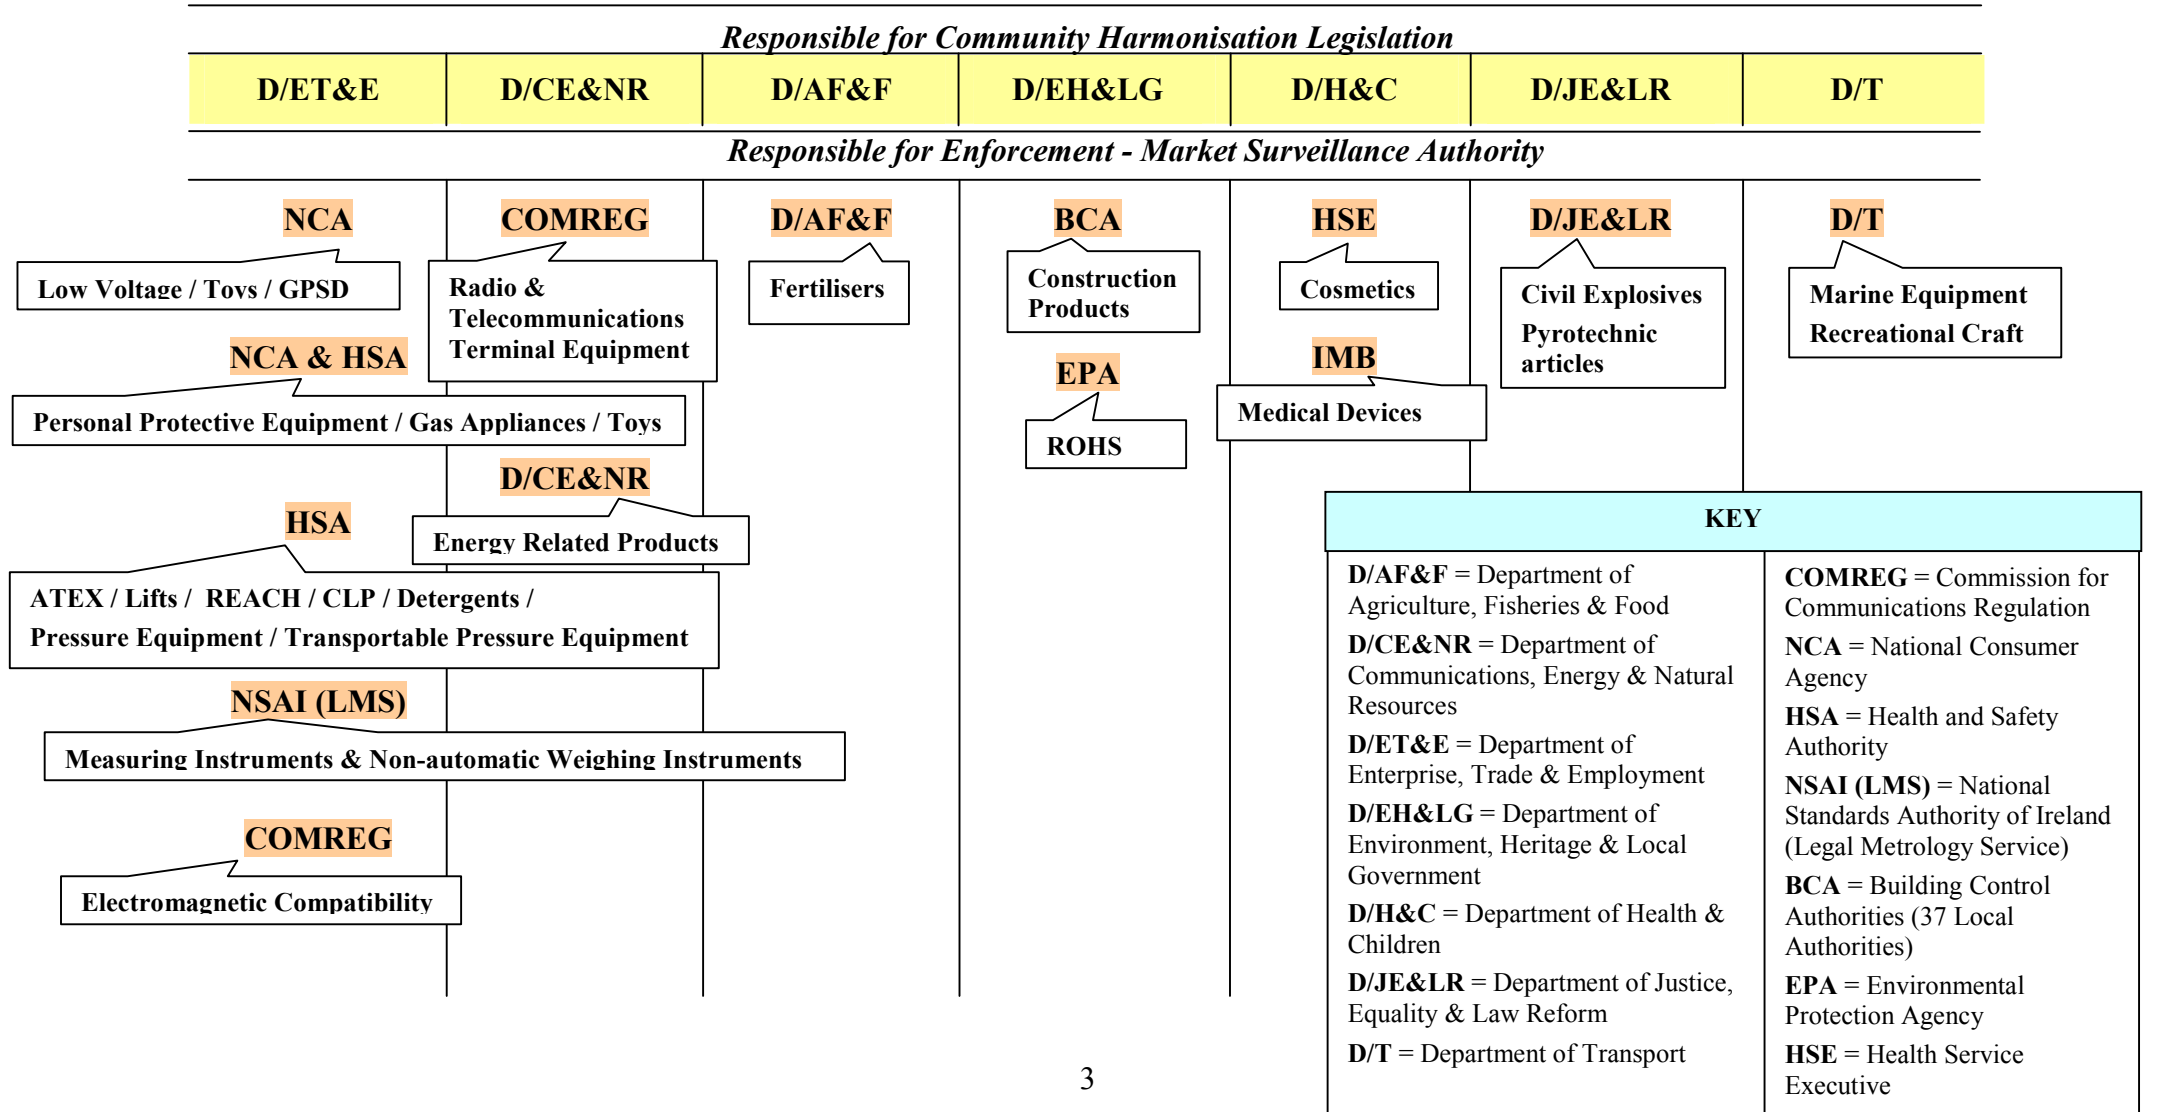 Responsible for Community Harmonisation Legislation
D/ET&E D/CE&NR D/AF&F D/EH&LG D/H&C D/JE&LR D/T
Responsible for Enforcement - Market Surveillance Authority
NCA
Low Voltage / Toys / GPSD
NCA & HSA
Personal Protective Equipment / Gas Appliances / Toys
HSA
ATEX / Lifts / REACH / CLP / Detergents /
Pressure Equipment / Transportable Pressure Equipment
NSAI (LMS)
Measuring Instruments & Non-automatic Weighing Instruments
COMREG
Electromagnetic Compatibility
COMREG
Radio &
Telecommunications
Terminal Equipment
D/CE&NR
Energy Related Products
D/AF&F
Fertilisers
BCA
Construction
Products
EPA
ROHS
HSE
Cosmetics
IMB
Medical Devices
D/JE&LR
Civil Explosives
Pyrotechnic
articles
D/T
Marine Equipment
Recreational Craft
KEY
D/AF&F = Department of
Agriculture, Fisheries & Food
D/CE&NR = Department of
Communications, Energy & Natural
Resources
D/ET&E = Department of
Enterprise, Trade & Employment
D/EH&LG = Department of
Environment, Heritage & Local
Government
D/H&C = Department of Health &
Children
D/JE&LR = Department of Justice,
Equality & Law Reform
D/T = Department of Transport
COMREG = Commission for
Communications Regulation
NCA = National Consumer
Agency
HSA = Health and Safety
Authority
NSAI (LMS) = National
Standards Authority of Ireland
(Legal Metrology Service)
BCA = Building Control
Authorities (37 Local
Authorities)
EPA = Environmental
Protection Agency
HSE = Health Service
Executive
3